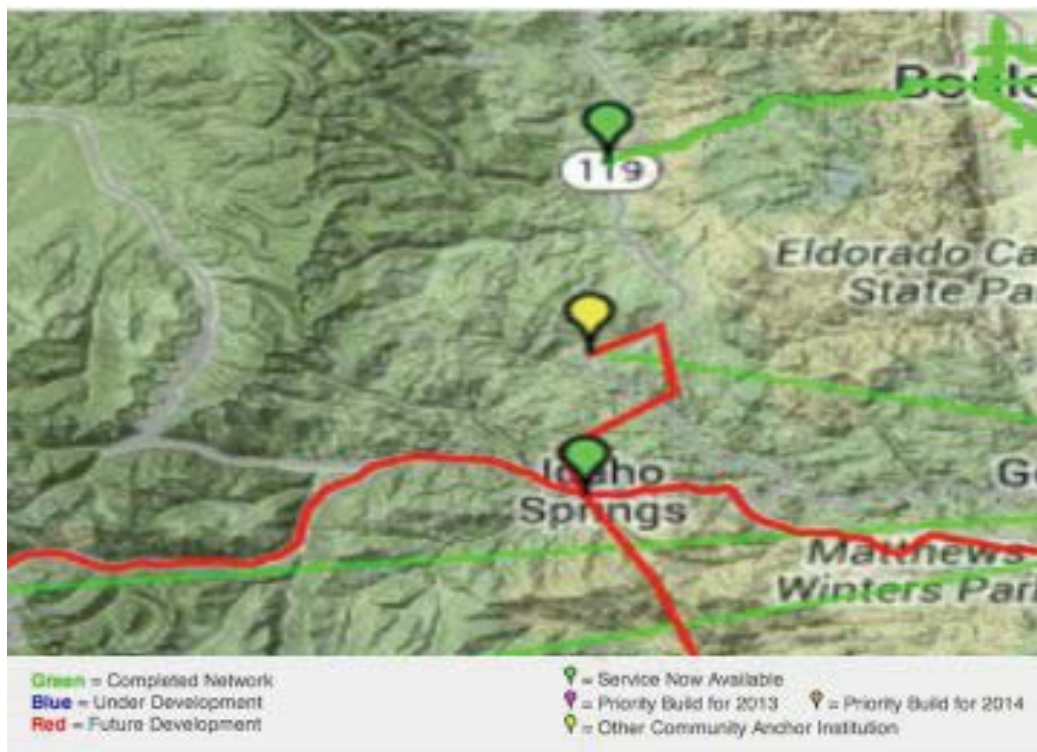 119
Eldorado Ca
State Pa
Idaho
Springs
Matthews
Winters Par
Green = Completed Network
Blue = Under Development
Red = Future Development
= Service Now Available
= Priority Build for 2013
= Priority Build for 2014
= Other Community Anchor Institution